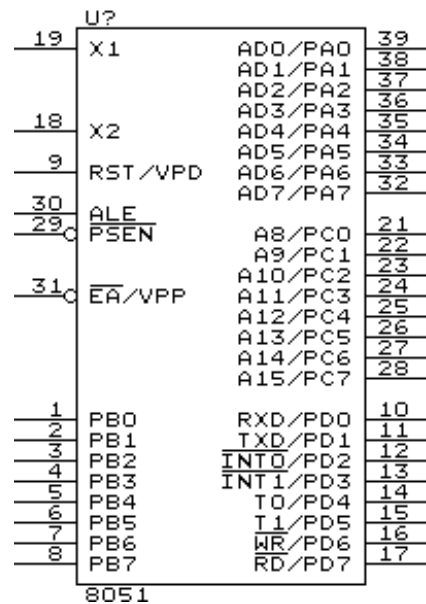 U?
19 X1 AD0/PA0 39
AD1/PA1 38
AD2/PA2 37
AD3/PA3 36
18 X2 AD4/PA4 35
AD5/PA5 34
9 RST/VPD AD6/PA6 33
AD7/PA7 32
30 ALE
29 PSEN A8/PC0 21
A9/PC1 22
A10/PC2 23
31 EA/VPP A11/PC3 24
A12/PC4 25
A13/PC5 26
A14/PC6 27
A15/PC7 28
1 PB0 RXD/PD0 10
2 PB1 TXD/PD1 11
3 PB2 INT0/PD2 12
4 PB3 INT1/PD3 13
5 PB4 T0/PD4 14
6 PB5 T1/PD5 15
7 PB6 WR/PD6 16
8 PB7 RD/PD7 17
8051